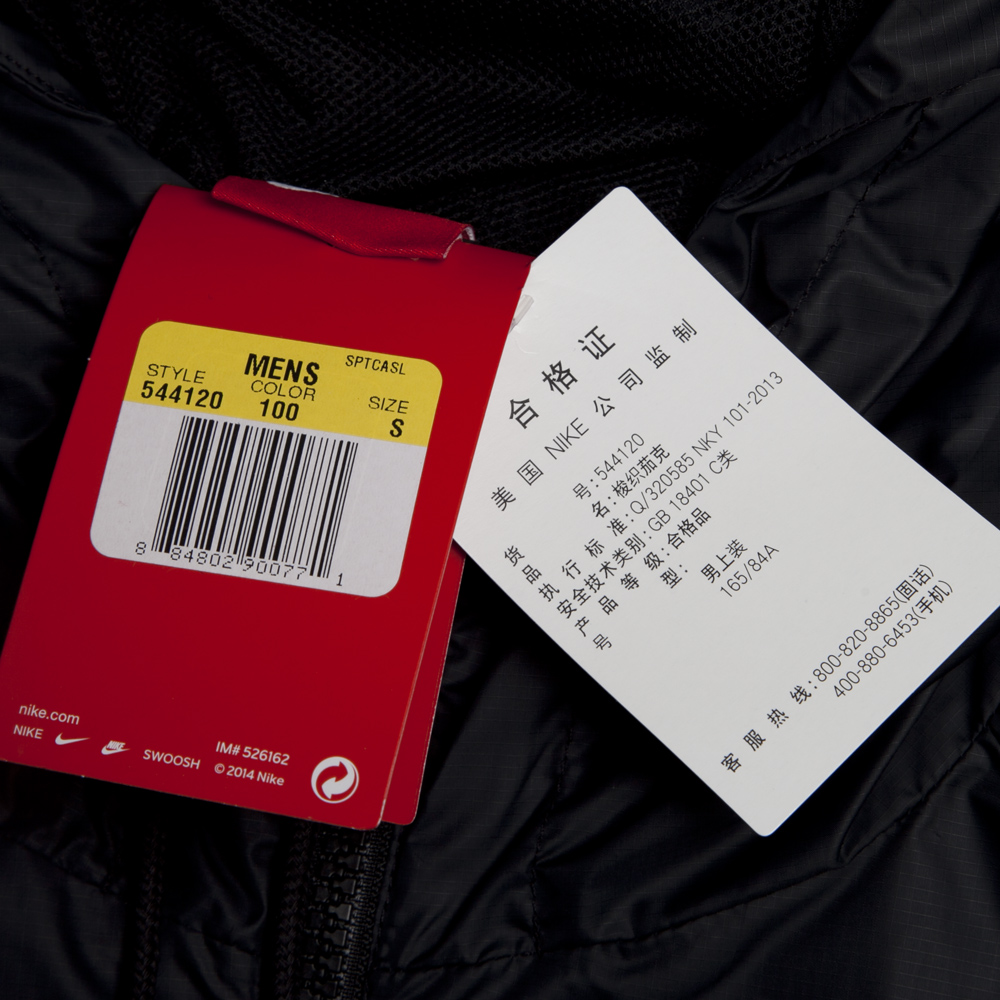 SPTCASL
MENS
STYLE COLOR SIZE
544120 100 S
8 84802 90077 1
nike.com
NIKE NIKE SWOOSH
IM# 526162
© 2014 Nike
合格证
美国NIKE公司监制
货号:544120
品名:梭织茄克
执行标准:Q/320585 NKY 101-2013
安全技术类别:GB 18401 C类
产品等级:合格品
号型: 男上装
165/84A
客服热线:800-820-8865(固话)
400-880-6453(手机)